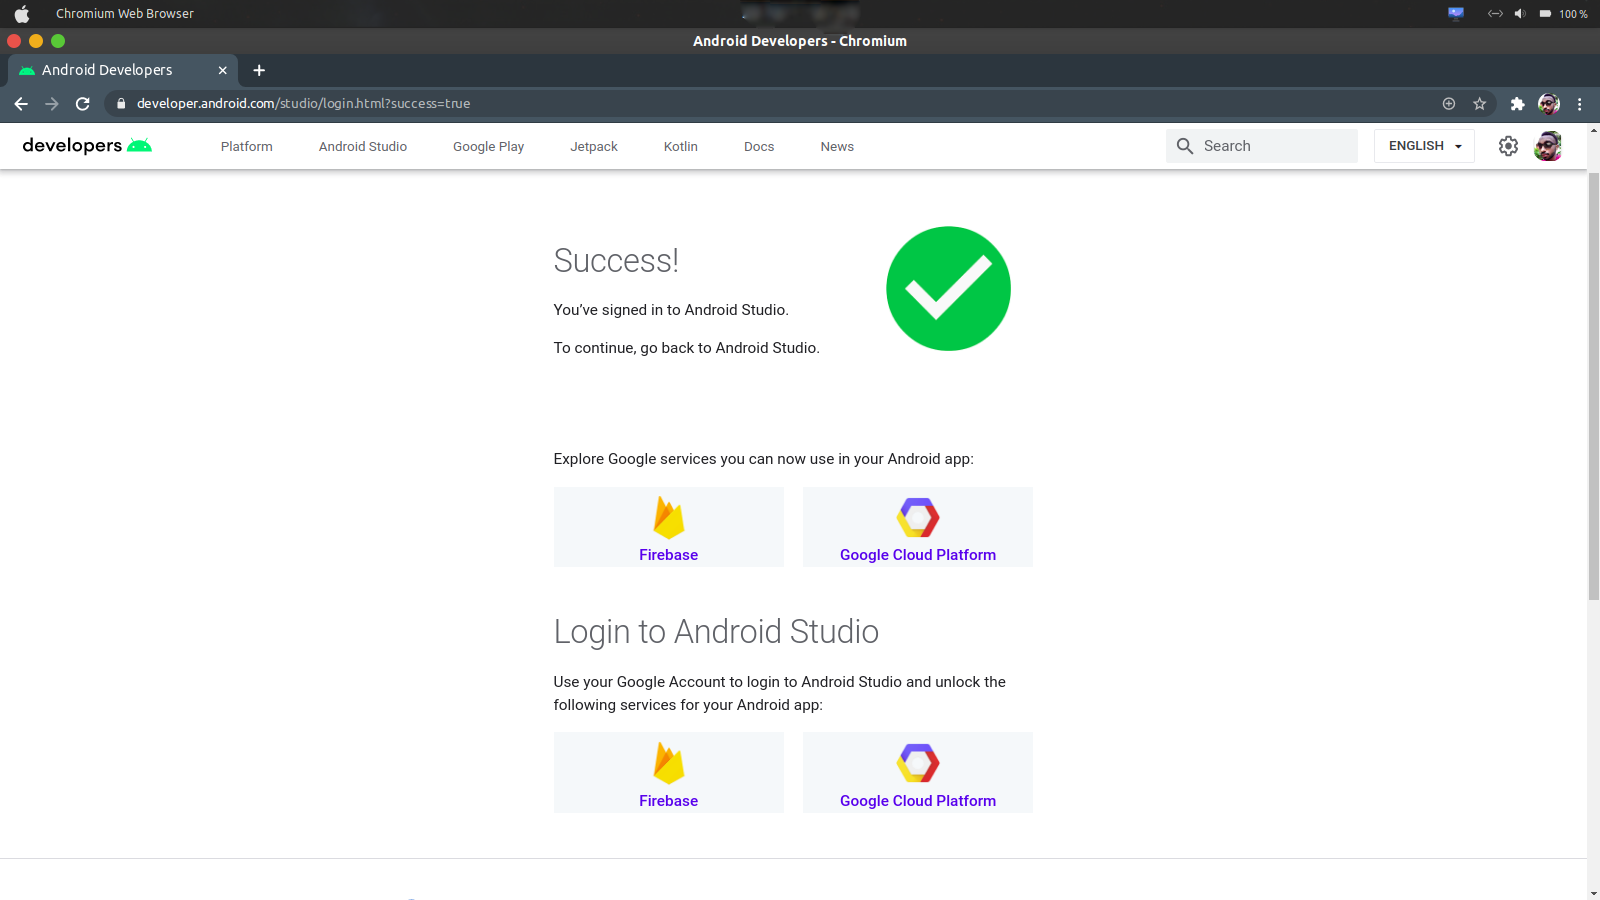 Chromium Web Browser
100 %
Android Developers - Chromium
Android Developers
developer.android.com/studio/login.html?success=true
developers
Platform
Android Studio
Google Play
Jetpack
Kotlin
Docs
News
Search
ENGLISH
Success!
You’ve signed in to Android Studio.
To continue, go back to Android Studio.
Explore Google services you can now use in your Android app:
Firebase
Google Cloud Platform
Login to Android Studio
Use your Google Account to login to Android Studio and unlock the
following services for your Android app:
Firebase
Google Cloud Platform